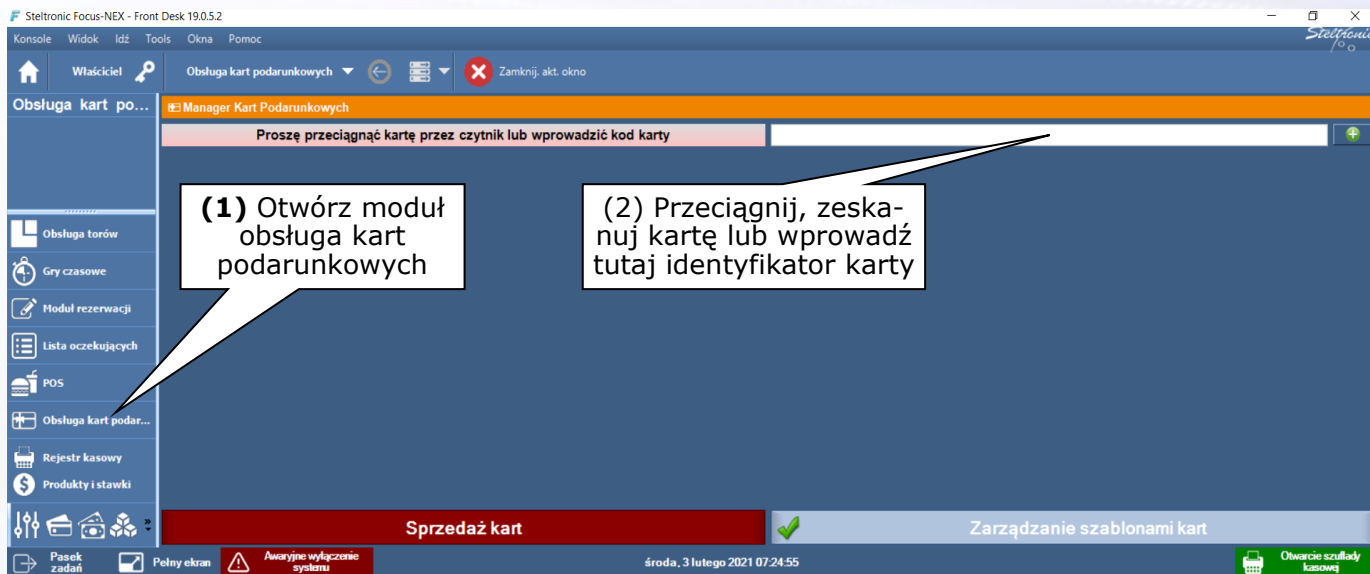 Steltronic Focus-NEX - Front Desk 19.0.5.2
Konsole Widok Idź Tools Okna Pomoc
Steltronic
Właściciel
Obsługa kart podarunkowych
Zamknij. akt. okno
Obsługa kart po...
Manager Kart Podarunkowych
Proszę przeciągnąć kartę przez czytnik lub wprowadzić kod karty
(1) Otwórz moduł
obsługa kart
podarunkowych
(2) Przeciągnij, zeska-
nuj kartę lub wprowadź
tutaj identyfikator karty
Obsługa torów
Gry czasowe
Moduł rezerwacji
Lista oczekujących
POS
Obsługa kart podar...
Rejestr kasowy
Produkty i stawki
Sprzedaż kart
Zarządzanie szablonami kart
Pasek
zadań
Pełny ekran
Awaryjne wyłączenie
systemu
środa, 3 lutego 2021 07:24:55
Otwarcie szuflady
kasowej